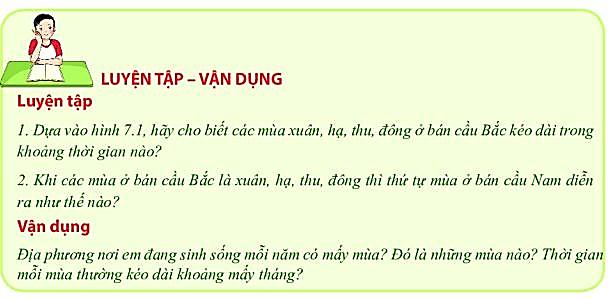 LUYỆN TẬP – VẬN DỤNG
Luyện tập
1. Dựa vào hình 7.1, hãy cho biết các mùa xuân, hạ, thu, đông ở bán cầu Bắc kéo dài trong
khoảng thời gian nào?
2. Khi các mùa ở bán cầu Bắc là xuân, hạ, thu, đông thì thứ tự mùa ở bán cầu Nam diễn
ra như thế nào?
Vận dụng
Địa phương nơi em đang sinh sống mỗi năm có mấy mùa? Đó là những mùa nào? Thời gian
mỗi mùa thường kéo dài khoảng mấy tháng?